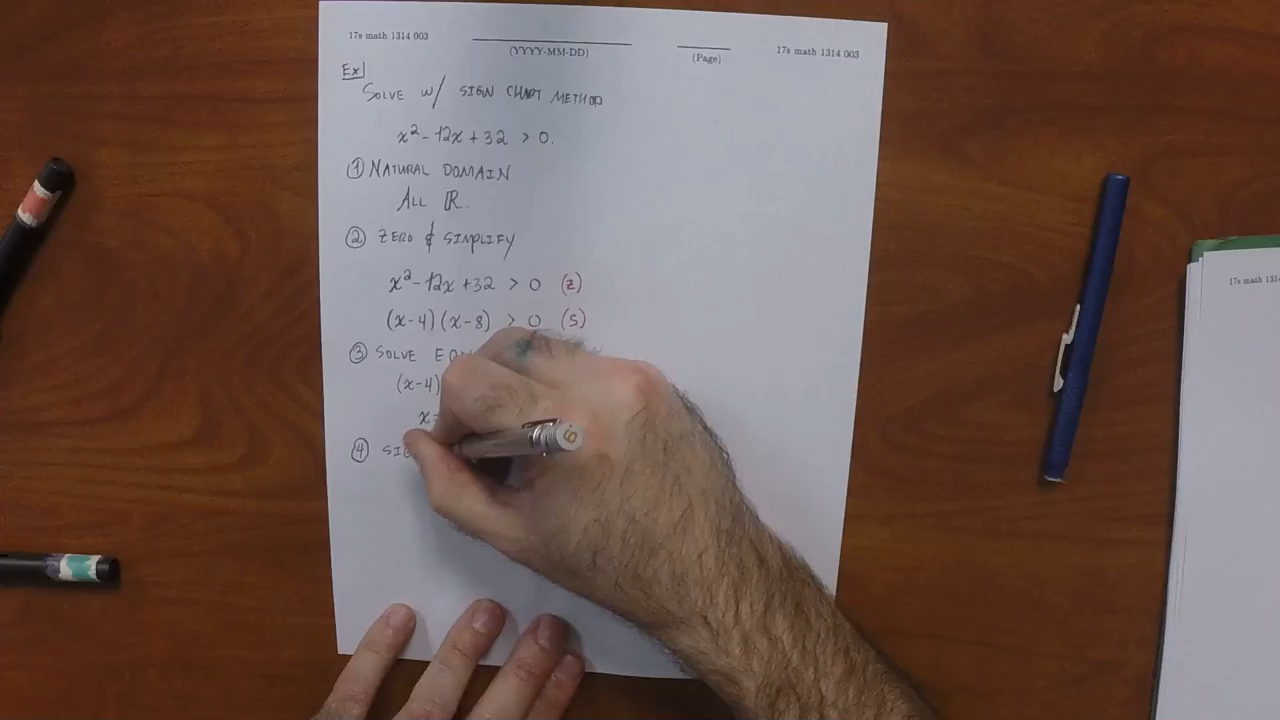 17s math 1314 003 (YYYY-MM-DD) (Page) 17s math 1314 003
Ex
SOLVE W/ SIGN CHART METHOD
x² - 12x + 32 > 0.
① NATURAL DOMAIN
ALL ℝ.
② ZERO & SIMPLIFY
x² - 12x + 32 > 0 (Z)
(x-4)(x-8) > 0 (S)
③ SOLVE
(x-4)
x=
④
17s math
6